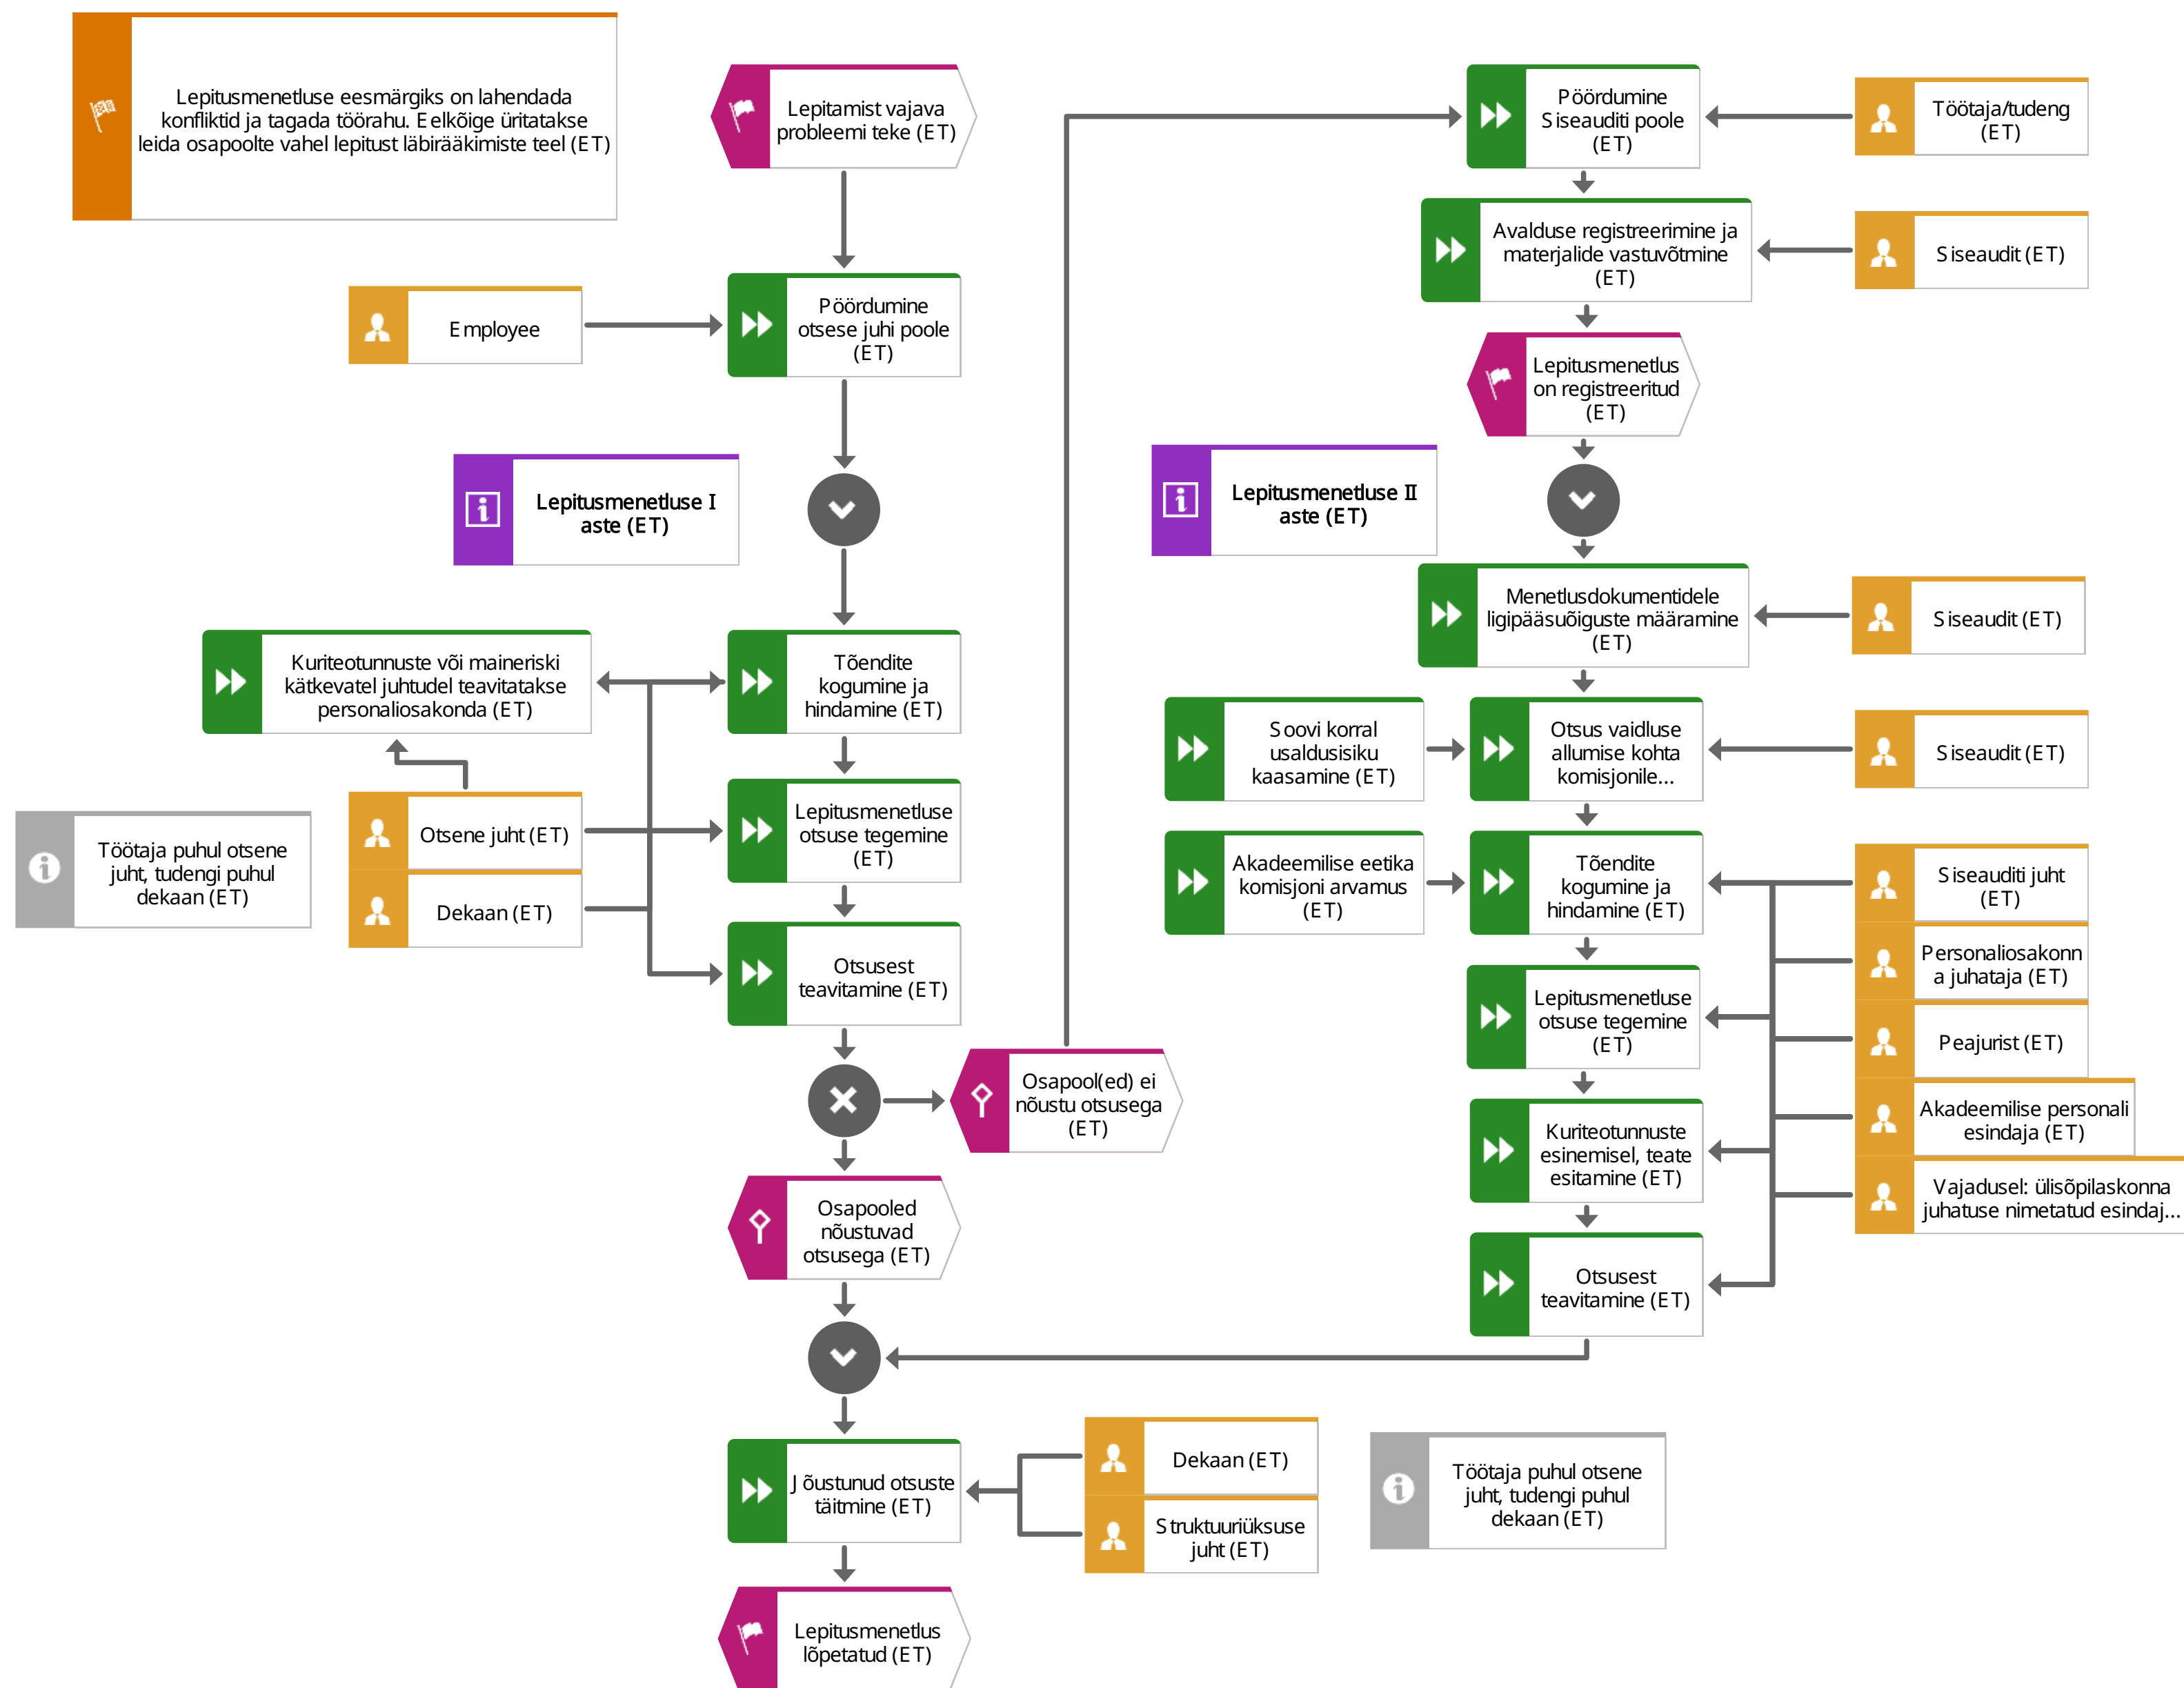 Lepitusmenetluse eesmärgiks on lahendada
konfliktid ja tagada töörahu. Eelkõige üritatakse
leida osapoolte vahel lepitust läbirääkimiste teel (ET)
Lepitamist vajava
probleemi teke (ET)
Employee
Pöördumine
otsese juhi poole
(ET)
Lepitusmenetluse I
aste (ET)
Kuriteotunnuste või maineriski
kätkevatel juhtudel teavitatakse
personaliosakonda (ET)
Tõendite
kogumine ja
hindamine (ET)
Töötaja puhul otsene
juht, tudengi puhul
dekaan (ET)
Otsene juht (ET)
Dekaan (ET)
Lepitusmenetluse
otsuse tegemine
(ET)
Otsusest
teavitamine (ET)
Osapool(ed) ei
nõustu otsusega
(ET)
Osapooled
nõustuvad
otsusega (ET)
Pöördumine
Siseauditi poole
(ET)
Töötaja/tudeng
(ET)
Avalduse registreerimine ja
materjalide vastuvõtmine
(ET)
Siseaudit (ET)
Lepitusmenetlus
on registreeritud
(ET)
Lepitusmenetluse II
aste (ET)
Menetlusdokumentidele
ligipääsuõiguste määramine
(ET)
Siseaudit (ET)
Soovi korral
usaldusisiku
kaasamine (ET)
Otsus vaidluse
allumise kohta
komisjonile...
Siseaudit (ET)
Akadeemilise eetika
komisjoni arvamus
(ET)
Tõendite
kogumine ja
hindamine (ET)
Siseauditi juht
(ET)
Personaliosakonn
a juhataja (ET)
Peajurist (ET)
Akadeemilise personali
esindaja (ET)
Vajadusel: ülisõpilaskonna
juhatuse nimetatud esindaj...
Lepitusmenetluse
otsuse tegemine
(ET)
Kuriteotunnuste
esinemisel, teate
esitamine (ET)
Otsusest
teavitamine (ET)
Jõustunud otsuste
täitmine (ET)
Dekaan (ET)
Struktuuriüksuse
juht (ET)
Töötaja puhul otsene
juht, tudengi puhul
dekaan (ET)
Lepitusmenetlus
lõpetatud (ET)